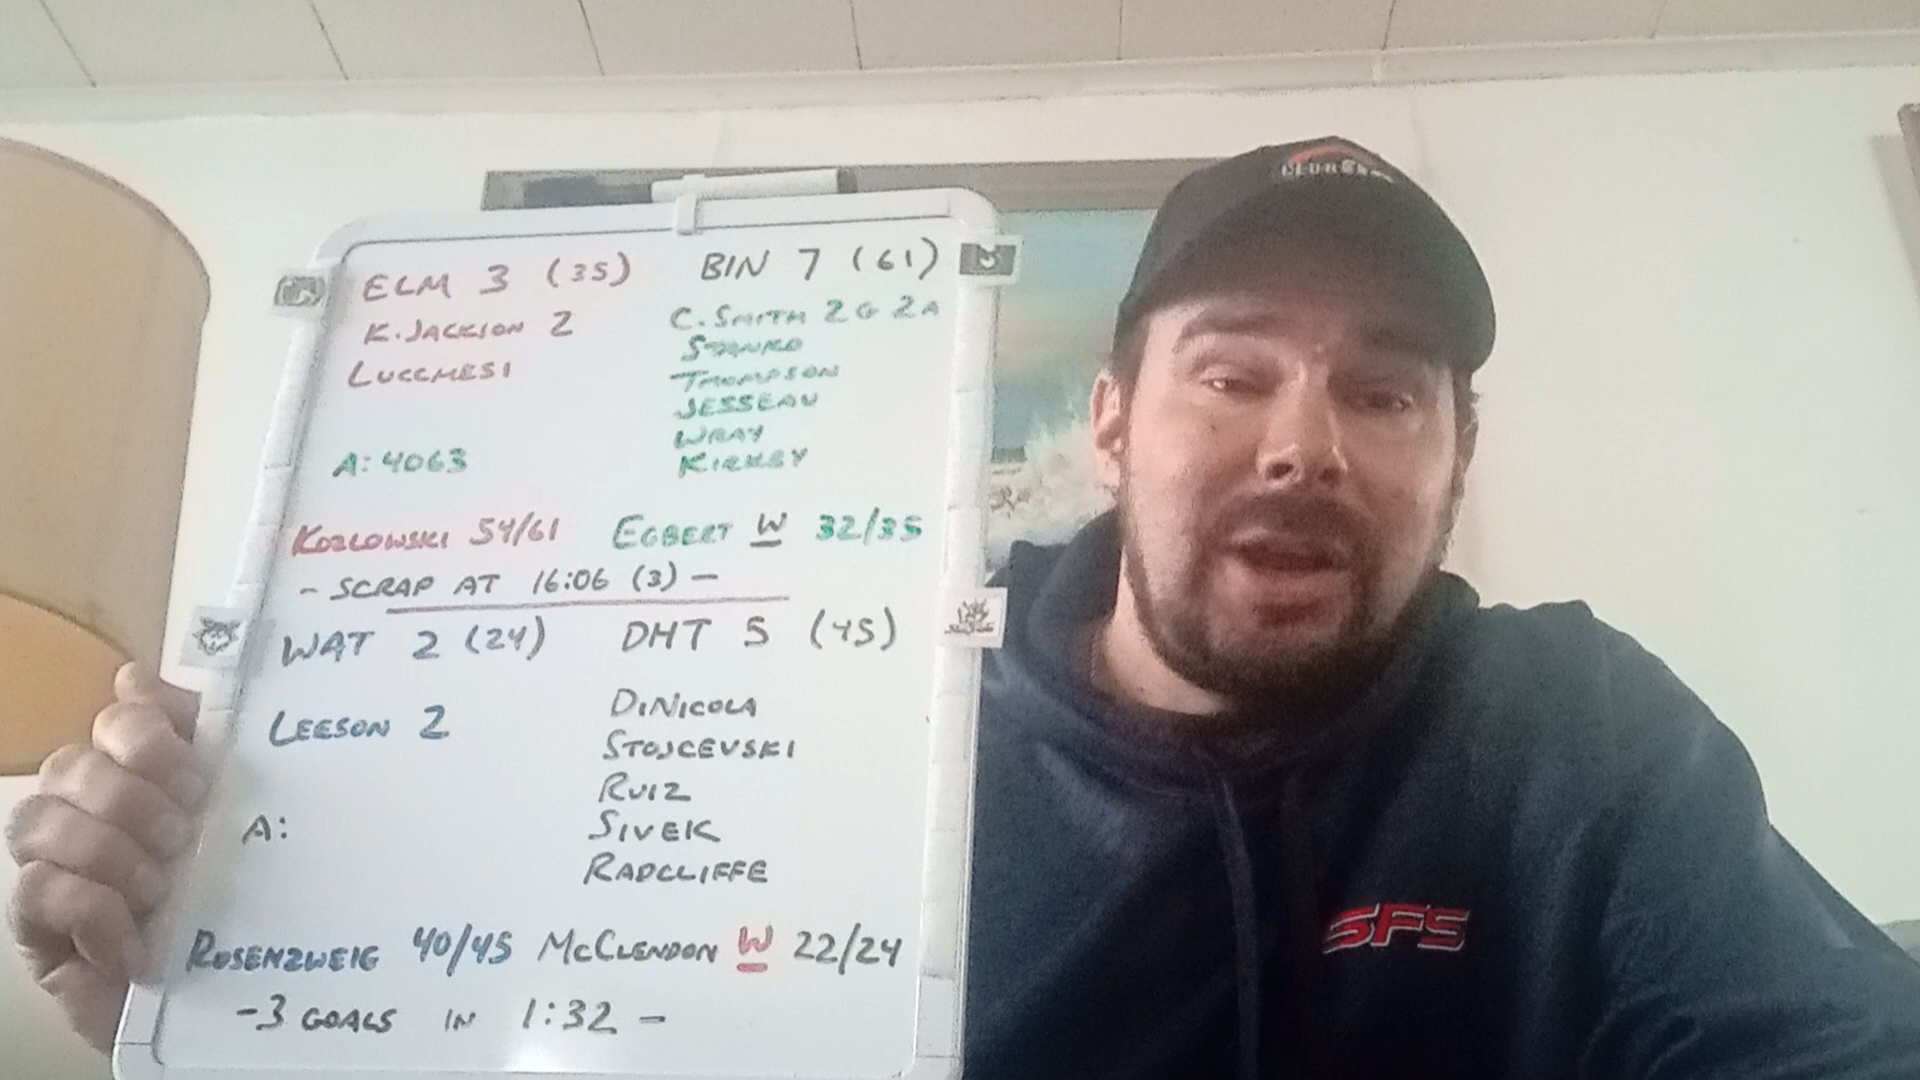 ELM 3 (35) BIN 7 (61)
K. JACKSON 2
LUCCHESI
C. SMITH 2G 2A
STANKO
THOMPSON
JESSEAU
WRAY
KIRKBY
A: 4063
KOZLOWSKI 54/61 EGBERT W 32/35
- SCRAP AT 16:06 (3) -
WAT 2 (24) DHT 5 (45)
LEESON 2
DINICOLA
STOJCEVSKI
RUIZ
SIVEK
RADCLIFFE
A:
ROSENZWEIG 40/45 MCCLENDON W 22/24
-3 GOALS IN 1:32 -
SFS